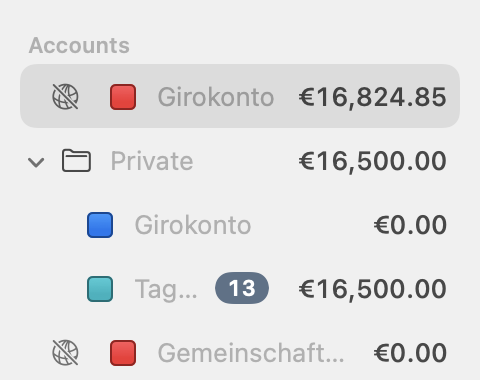 Accounts
Girokonto €16,824.85
Private €16,500.00
Girokonto €0.00
Tag... 13 €16,500.00
Gemeinschaft... €0.00